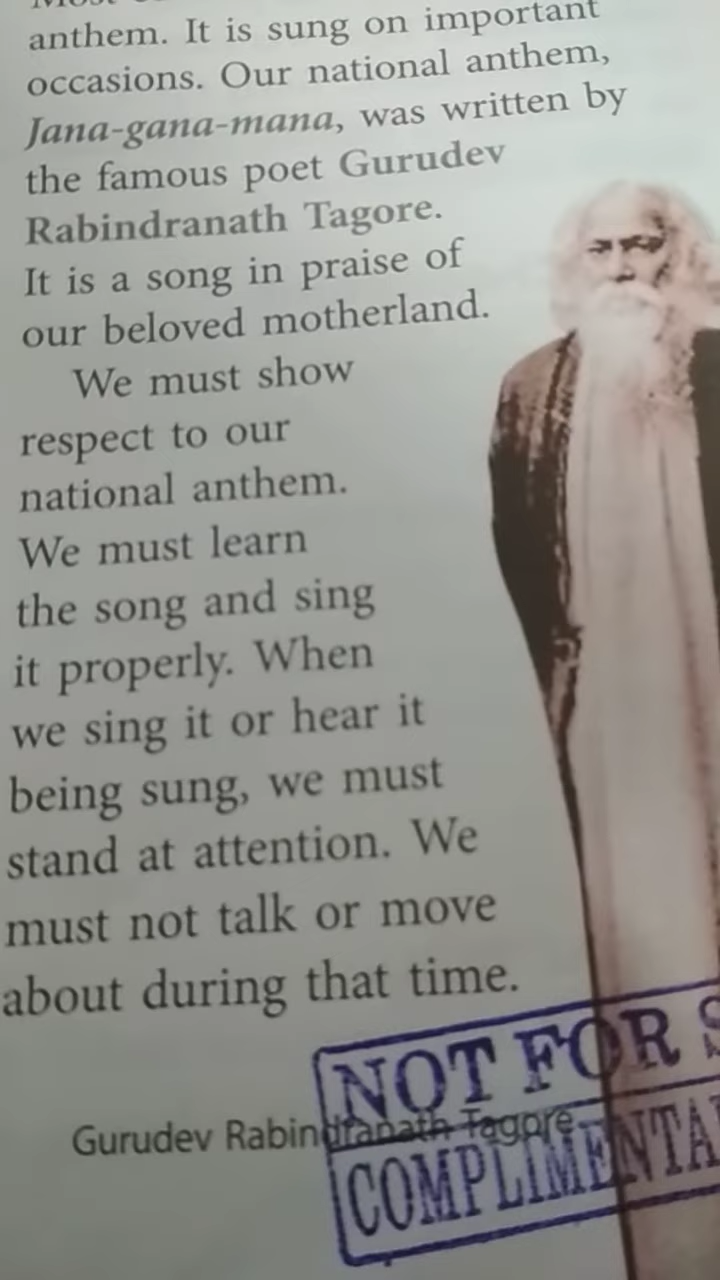 anthem. It is sung on important
occasions. Our national anthem,
Jana-gana-mana, was written by
the famous poet Gurudev
Rabindranath Tagore.
It is a song in praise of
our beloved motherland.
We must show
respect to our
national anthem.
We must learn
the song and sing
it properly. When
we sing it or hear it
being sung, we must
stand at attention. We
must not talk or move
about during that time.
NOT FOR
Gurudev Rabindranath Tagore